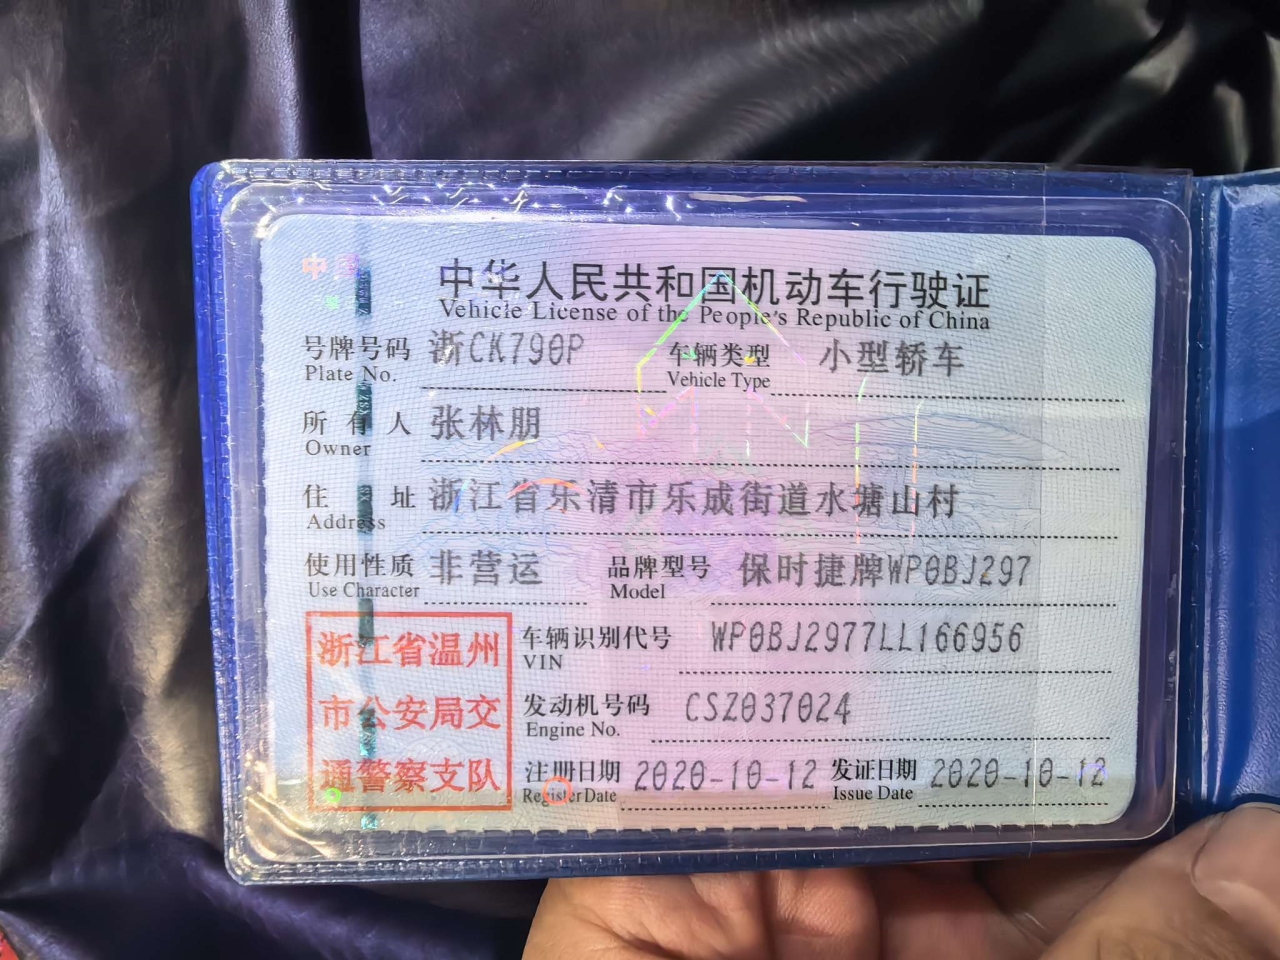 中国
中华人民共和国机动车行驶证
Vehicle License of the People's Republic of China
号牌号码 浙CK790P 车辆类型 小型轿车
Plate No. Vehicle Type
所有人 张林朋
Owner
住址 浙江省乐清市乐成街道水塘山村
Address
使用性质 非营运 品牌型号 保时捷牌WP0BJ297
Use Character Model
浙江省温州 车辆识别代号 WP0BJ2977LL166956
VIN
市公安局交 发动机号码 CSZ037024
Engine No.
通警察支队 注册日期 2020-10-12 发证日期 2020-10-12
Register Date Issue Date